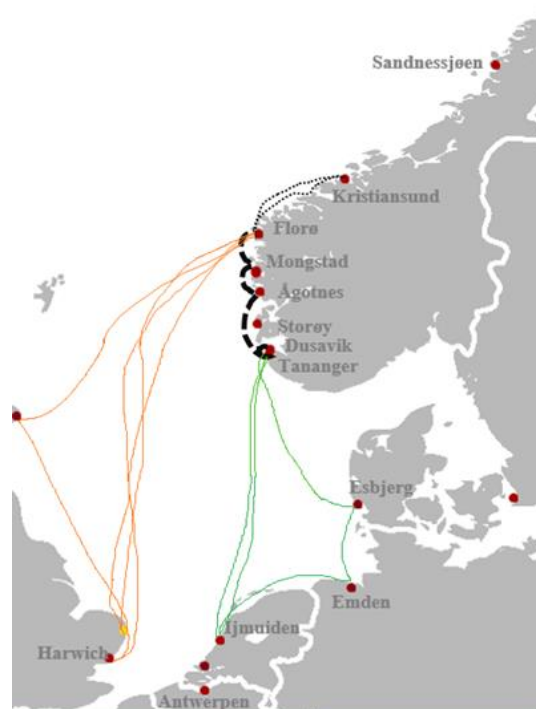 Sandnessjøen
Kristiansund
Florø
Mongstad
Ågotnes
Storøy
Dusavik
Tananger
Esbjerg
Emden
Ijmuiden
Harwich
Antwerpen